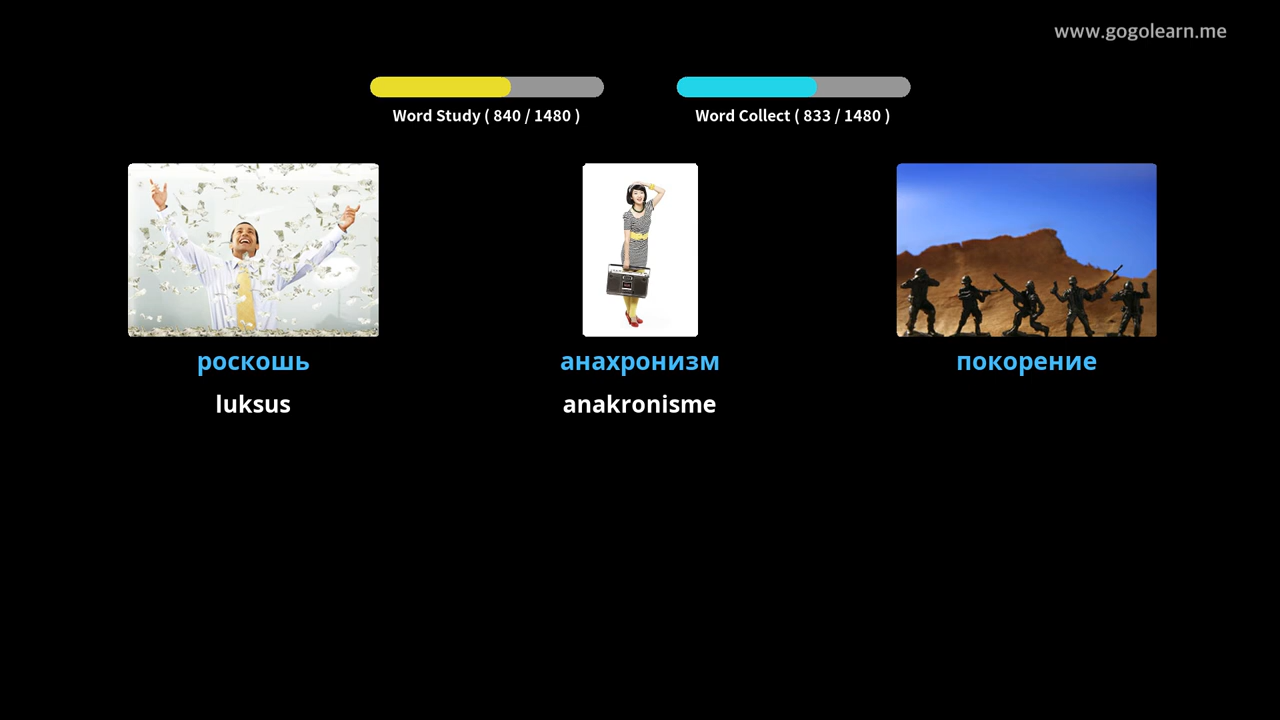 www.gogolearn.me
Word Study ( 840 / 1480 )
Word Collect ( 833 / 1480 )
роскошь
анахронизм
покорение
luksus
anakronisme